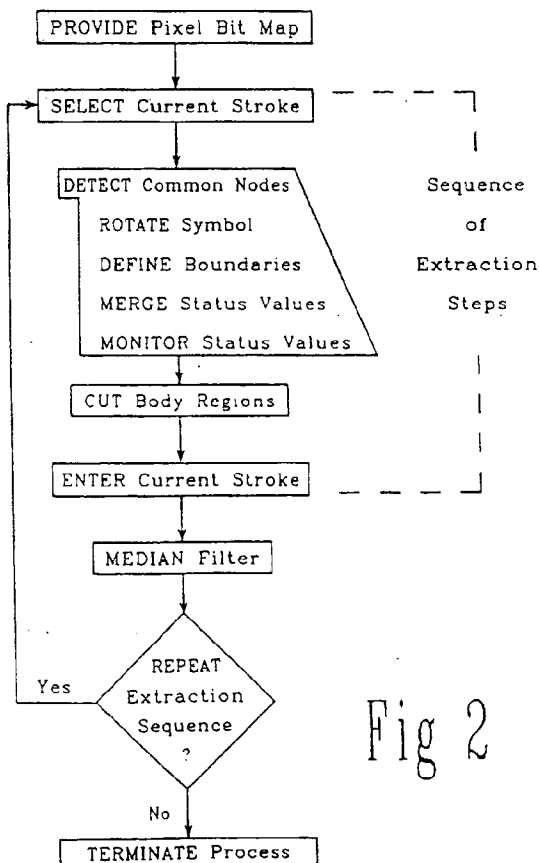 PROVIDE Pixel Bit Map
SELECT Current Stroke
DETECT Common Nodes
ROTATE Symbol
DEFINE Boundaries
MERGE Status Values
MONITOR Status Values
CUT Body Regions
ENTER Current Stroke
Sequence
of
Extraction
Steps
MEDIAN Filter
REPEAT
Extraction
Sequence
?
Yes
No
TERMINATE Process
Fig 2